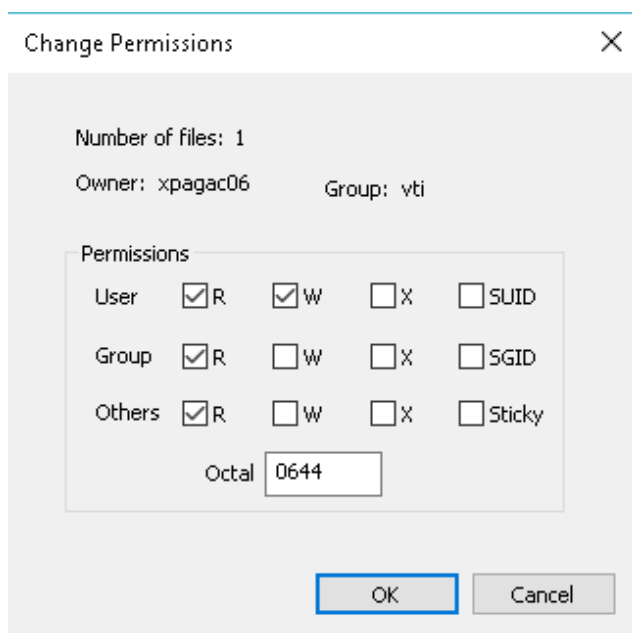 Change Permissions
Number of files: 1
Owner: xpagac06 Group: vti
Permissions
User R W X SUID
Group R W X SGID
Others R W X Sticky
Octal 0644
OK Cancel